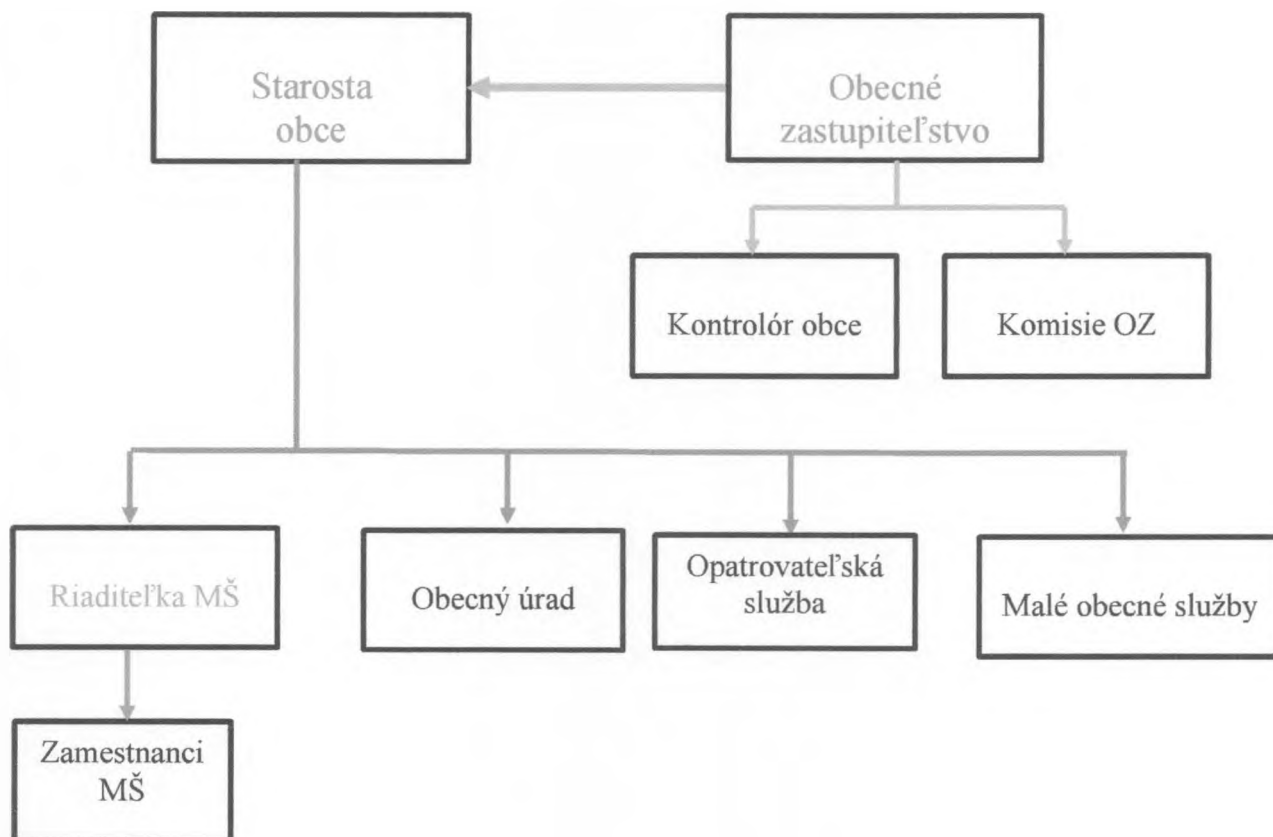 Starosta
obce
Obecné
zastupiteľstvo
Kontrolór obce
Komisie OZ
Riaditeľka MŠ
Obecný úrad
Opatrovateľská
služba
Malé obecné služby
Zamestnanci
MŠ